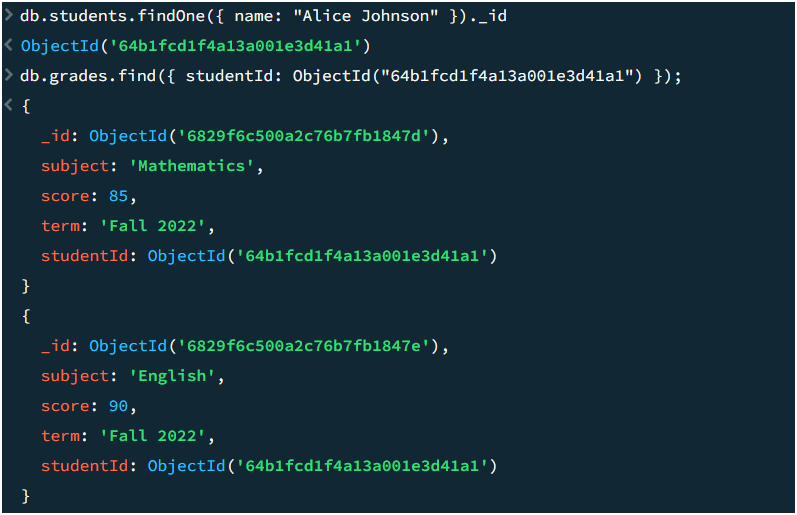 > db.students.findOne({ name: "Alice Johnson" })._id
< ObjectId('64b1fcd1f4a13a001e3d41a1')
> db.grades.find({ studentId: ObjectId("64b1fcd1f4a13a001e3d41a1") });
< {
_id: ObjectId('6829f6c500a2c76b7fb1847d'),
subject: 'Mathematics',
score: 85,
term: 'Fall 2022',
studentId: ObjectId('64b1fcd1f4a13a001e3d41a1')
}
{
_id: ObjectId('6829f6c500a2c76b7fb1847e'),
subject: 'English',
score: 90,
term: 'Fall 2022',
studentId: ObjectId('64b1fcd1f4a13a001e3d41a1')
}